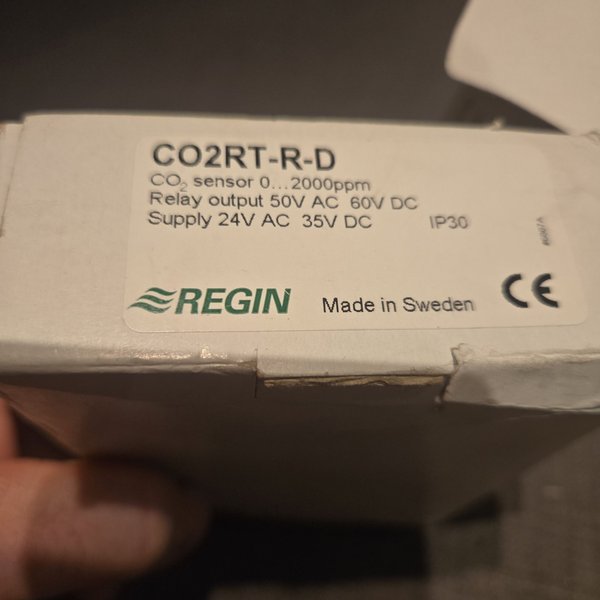 CO2RT-R-D
CO₂ sensor 0...2000ppm
Relay output 50V AC 60V DC
Supply 24V AC 35V DC IP30
REGIN Made in Sweden CE